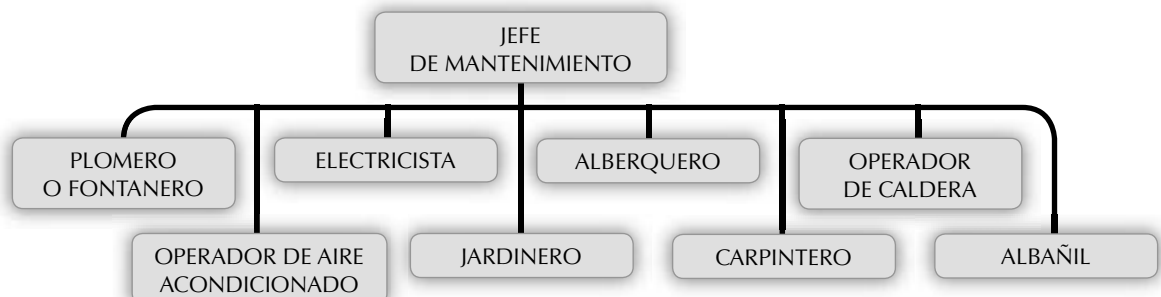 JEFE
DE MANTENIMIENTO
PLOMERO
O FONTANERO
ELECTRICISTA
ALBERQUERO
OPERADOR
DE CALDERA
OPERADOR DE AIRE
ACONDICIONADO
JARDINERO
CARPINTERO
ALBAÑIL